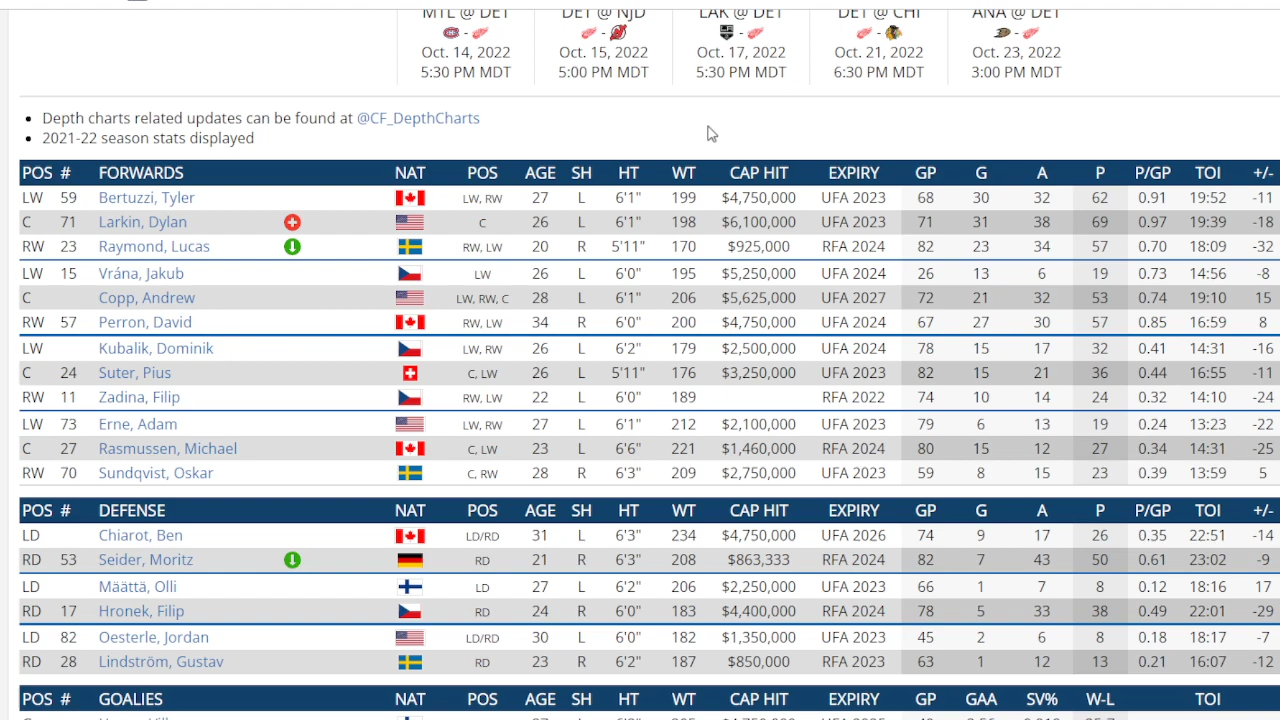 MTL @ DET DET @ NJD LAK @ DET DET @ CHI ANA @ DET
Oct. 14, 2022 Oct. 15, 2022 Oct. 17, 2022 Oct. 21, 2022 Oct. 23, 2022
5:30 PM MDT 5:00 PM MDT 5:30 PM MDT 6:30 PM MDT 3:00 PM MDT
Depth charts related updates can be found at @CF_DepthCharts
2021-22 season stats displayed
POS # FORWARDS NAT POS AGE SH HT WT CAP HIT EXPIRY GP G A P P/GP TOI +/-
LW 59 Bertuzzi, Tyler LW, RW 27 L 6'1" 199 $4,750,000 UFA 2023 68 30 32 62 0.91 19:52 -11
C 71 Larkin, Dylan C 26 L 6'1" 198 $6,100,000 UFA 2023 71 31 38 69 0.97 19:39 -18
RW 23 Raymond, Lucas RW, LW 20 R 5'11" 170 $925,000 RFA 2024 82 23 34 57 0.70 18:09 -32
LW 15 Vrána, Jakub LW 26 L 6'0" 195 $5,250,000 UFA 2024 26 13 6 19 0.73 14:56 -8
C Copp, Andrew LW, RW, C 28 L 6'1" 206 $5,625,000 UFA 2027 72 21 32 53 0.74 19:10 15
RW 57 Perron, David RW, LW 34 R 6'0" 200 $4,750,000 UFA 2024 67 27 30 57 0.85 16:59 8
LW Kubalik, Dominik LW, RW 26 L 6'2" 179 $2,500,000 UFA 2024 78 15 17 32 0.41 14:31 -16
C 24 Suter, Pius C, LW 26 L 5'11" 176 $3,250,000 UFA 2023 82 15 21 36 0.44 16:55 -11
RW 11 Zadina, Filip RW, LW 22 L 6'0" 189 RFA 2022 74 10 14 24 0.32 14:10 -24
LW 73 Erne, Adam LW, RW 27 L 6'1" 212 $2,100,000 UFA 2023 79 6 13 19 0.24 13:23 -22
C 27 Rasmussen, Michael C, LW 23 L 6'6" 221 $1,460,000 RFA 2024 80 15 12 27 0.34 14:31 -25
RW 70 Sundqvist, Oskar C, RW 28 R 6'3" 209 $2,750,000 UFA 2023 59 8 15 23 0.39 13:59 5
POS # DEFENSE NAT POS AGE SH HT WT CAP HIT EXPIRY GP G A P P/GP TOI +/-
LD Chiarot, Ben LD/RD 31 L 6'3" 234 $4,750,000 UFA 2026 74 9 17 26 0.35 22:51 -14
RD 53 Seider, Moritz RD 21 R 6'3" 208 $863,333 RFA 2024 82 7 43 50 0.61 23:02 -9
LD Määttä, Olli LD 27 L 6'2" 206 $2,250,000 UFA 2023 66 1 7 8 0.12 18:16 17
RD 17 Hronek, Filip RD 24 R 6'0" 183 $4,400,000 RFA 2024 78 5 33 38 0.49 22:01 -29
LD 82 Oesterle, Jordan LD/RD 30 L 6'0" 182 $1,350,000 UFA 2023 45 2 6 8 0.18 18:17 -7
RD 28 Lindström, Gustav RD 23 R 6'2" 187 $850,000 RFA 2023 63 1 12 13 0.21 16:07 -12
POS # GOALIES NAT POS AGE SH HT WT CAP HIT EXPIRY GP GAA SV% W-L TOI